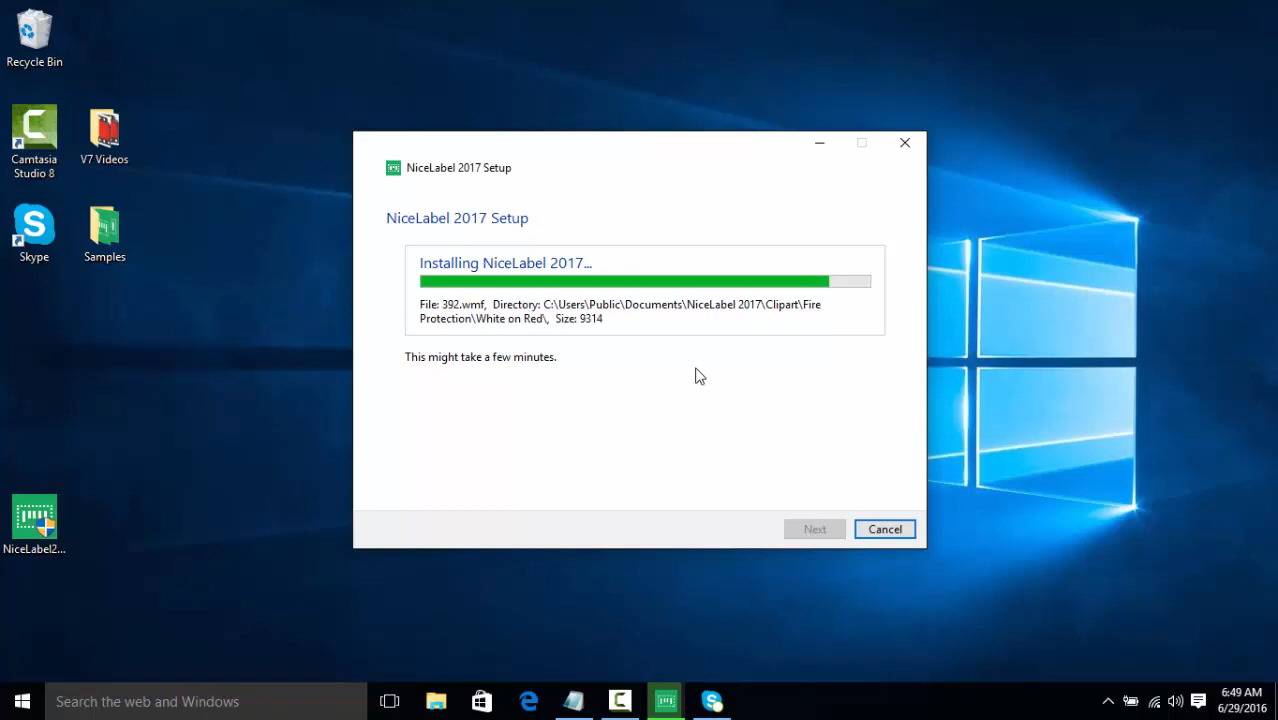 Recycle Bin
Camtasia
Studio 8
V7 Videos
Skype
Samples
NiceLabel2...
NiceLabel 2017 Setup
NiceLabel 2017 Setup
Installing NiceLabel 2017...
File: 392.wmf,  Directory: C:\Users\Public\Documents\NiceLabel 2017\Clipart\Fire
Protection\White on Red\,  Size: 9314
This might take a few minutes.
Next
Cancel
Search the web and Windows
6:49 AM
6/29/2016